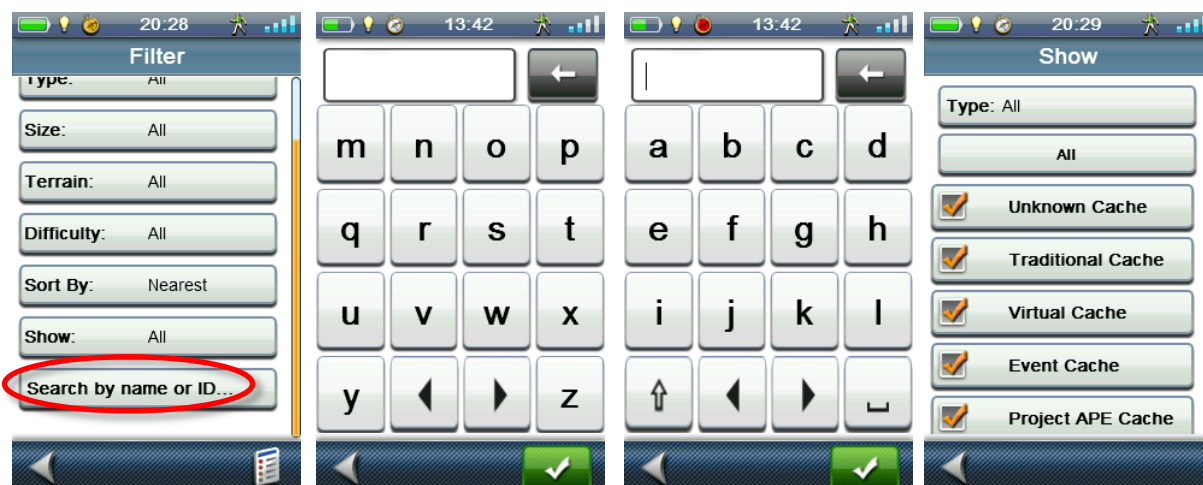 20:28
Filter
Type: All
Size: All
Terrain: All
Difficulty: All
Sort By: Nearest
Show: All
Search by name or ID...
13:42
m n o p
q r s t
u v w x
y z
13:42
a b c d
e f g h
i j k l
20:29
Show
Type: All
All
Unknown Cache
Traditional Cache
Virtual Cache
Event Cache
Project APE Cache